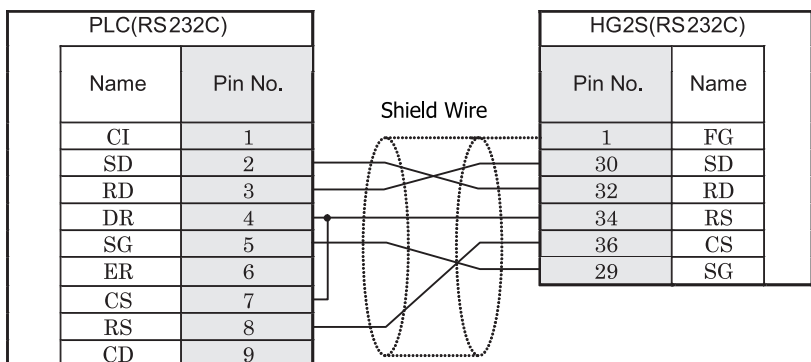 PLC(RS232C) HG2S(RS232C)
Name Pin No. Pin No. Name
Shield Wire
CI 1 1 FG
SD 2 30 SD
RD 3 32 RD
DR 4 34 RS
SG 5 36 CS
ER 6 29 SG
CS 7
RS 8
CD 9